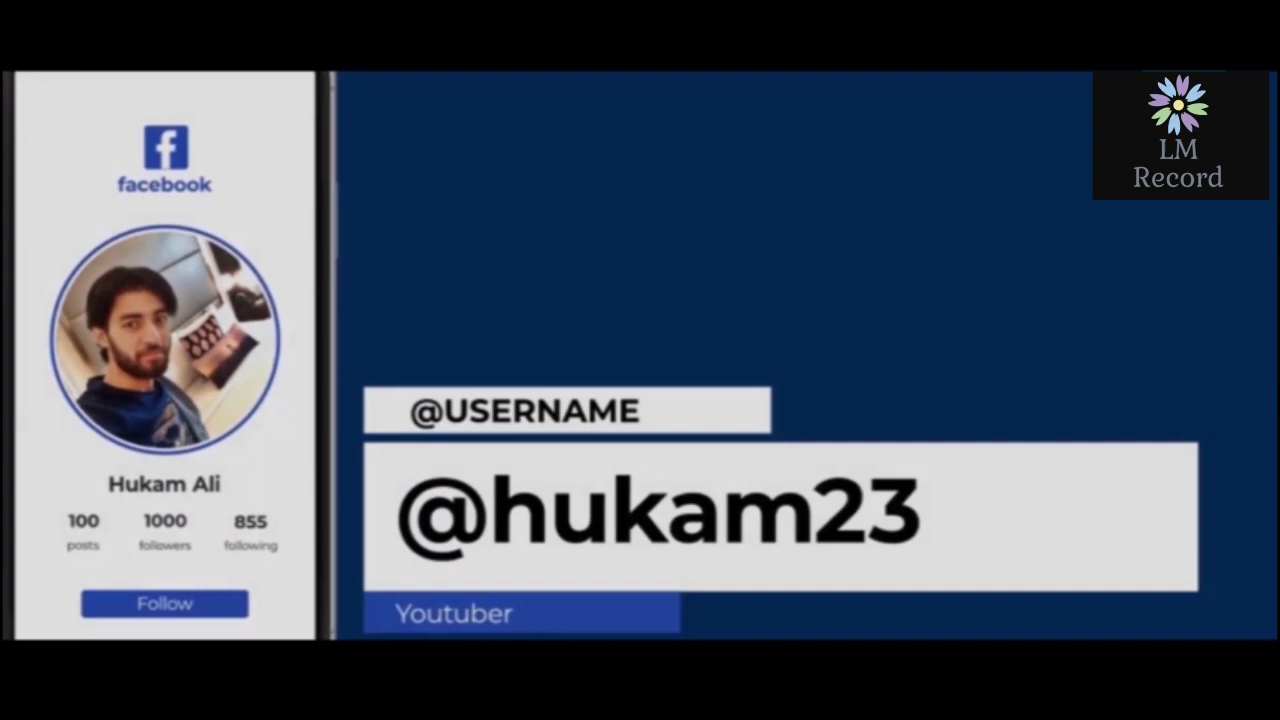 facebook
Hukam Ali
100 1000 855
posts followers following
Follow
@USERNAME
@hukam23
Youtuber
LM
Record